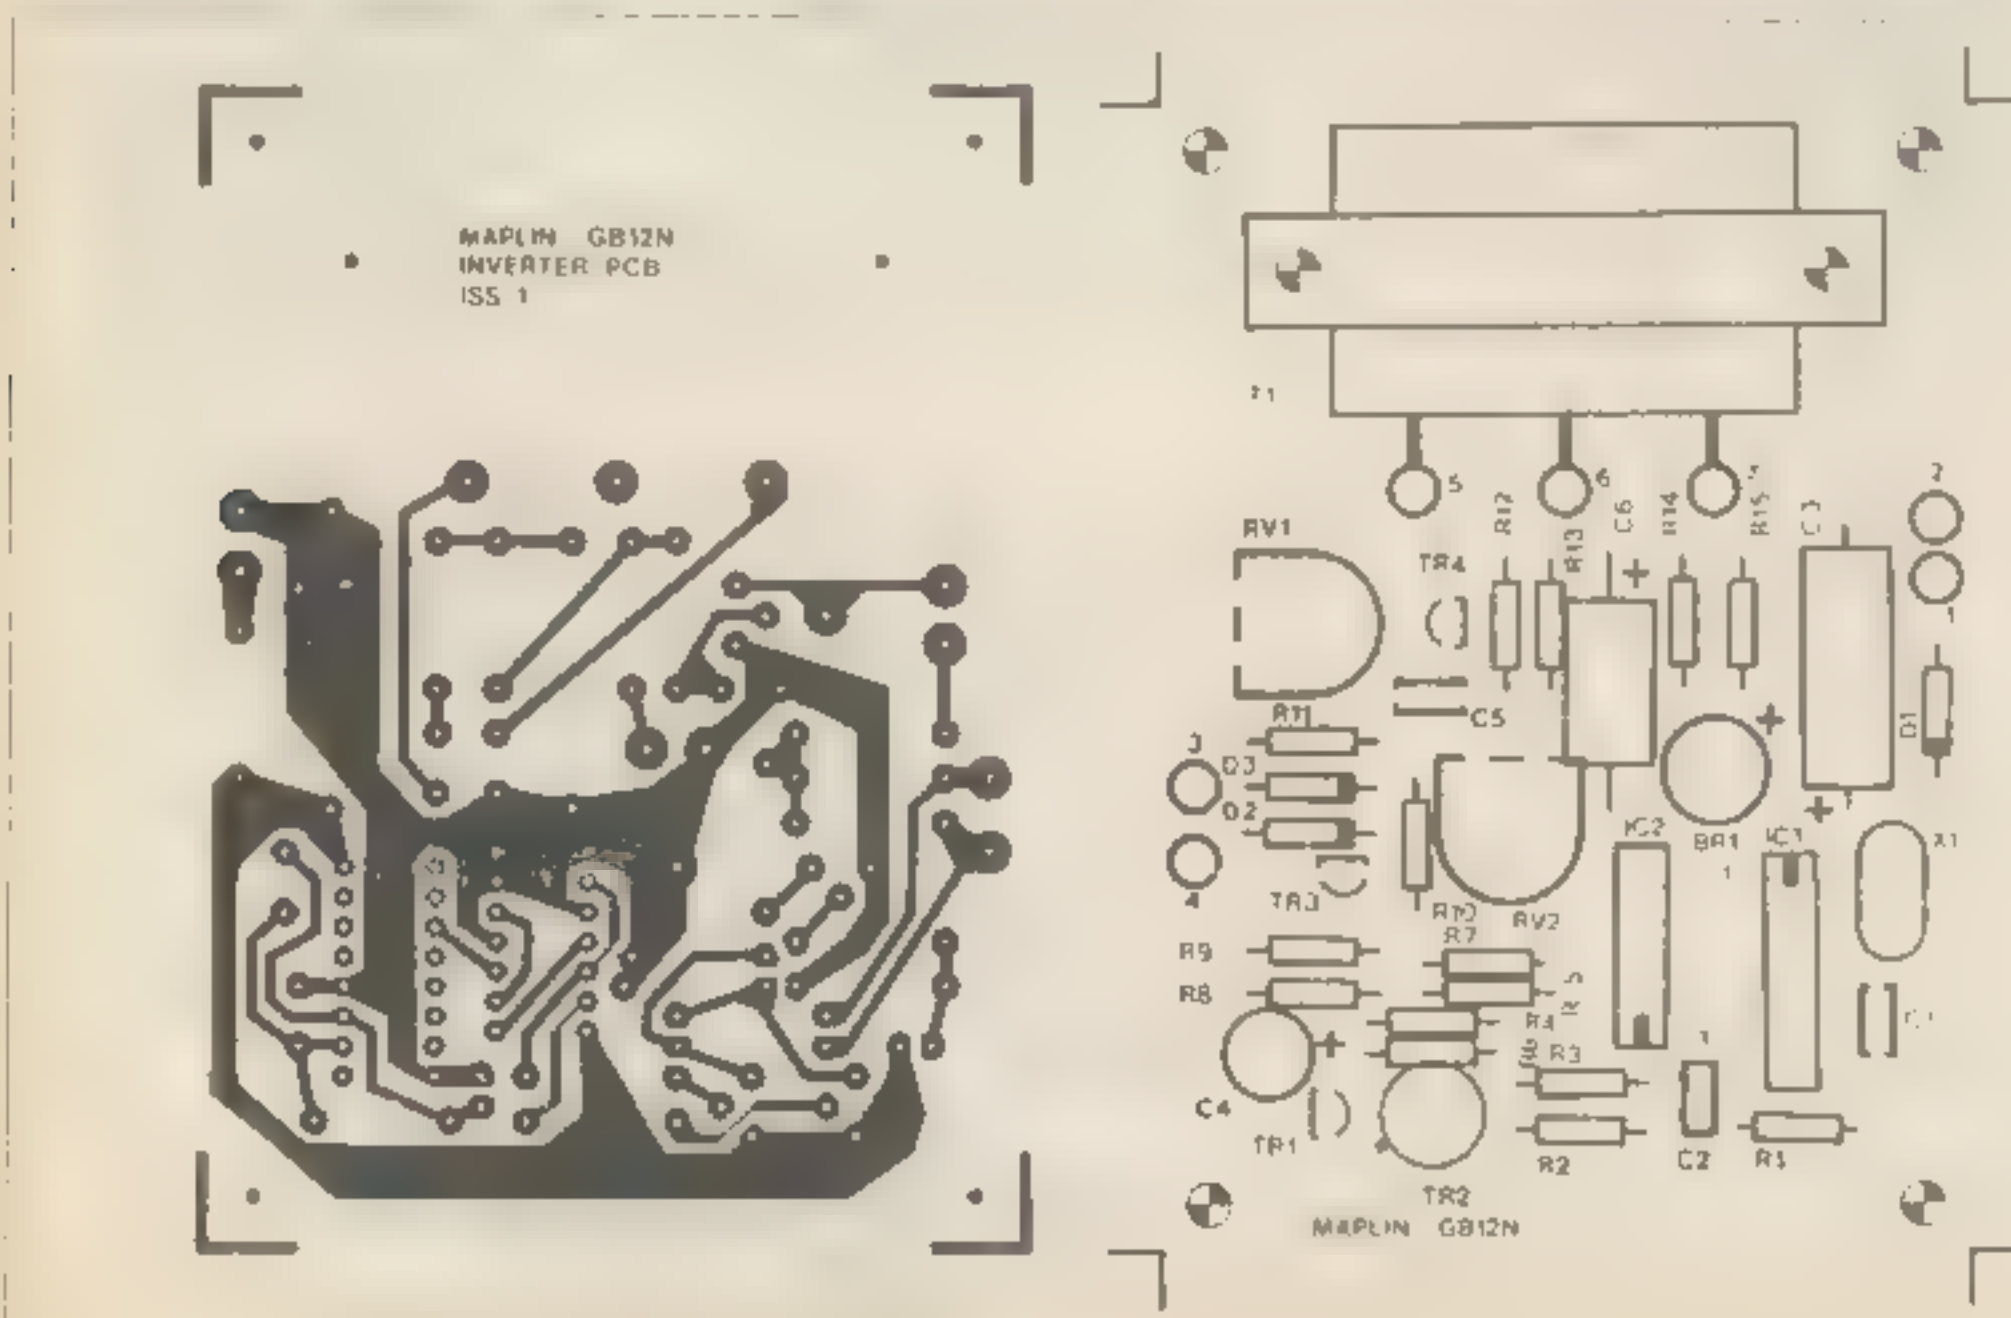 MAPLIN GB12N
INVERTER PCB
ISS 1
T1
5
6
2
R12
R13
C6
R14
R15
C3
1
RV1
TR4
C5
R11
D1
3
D3
D2
4
TR3
R10
RV2
IC2
BR1
IC1
X1
1
R7
R9
R8
R4
R3
C4
TR1
TR2
R2
C2
R1
MAPLIN GB12N